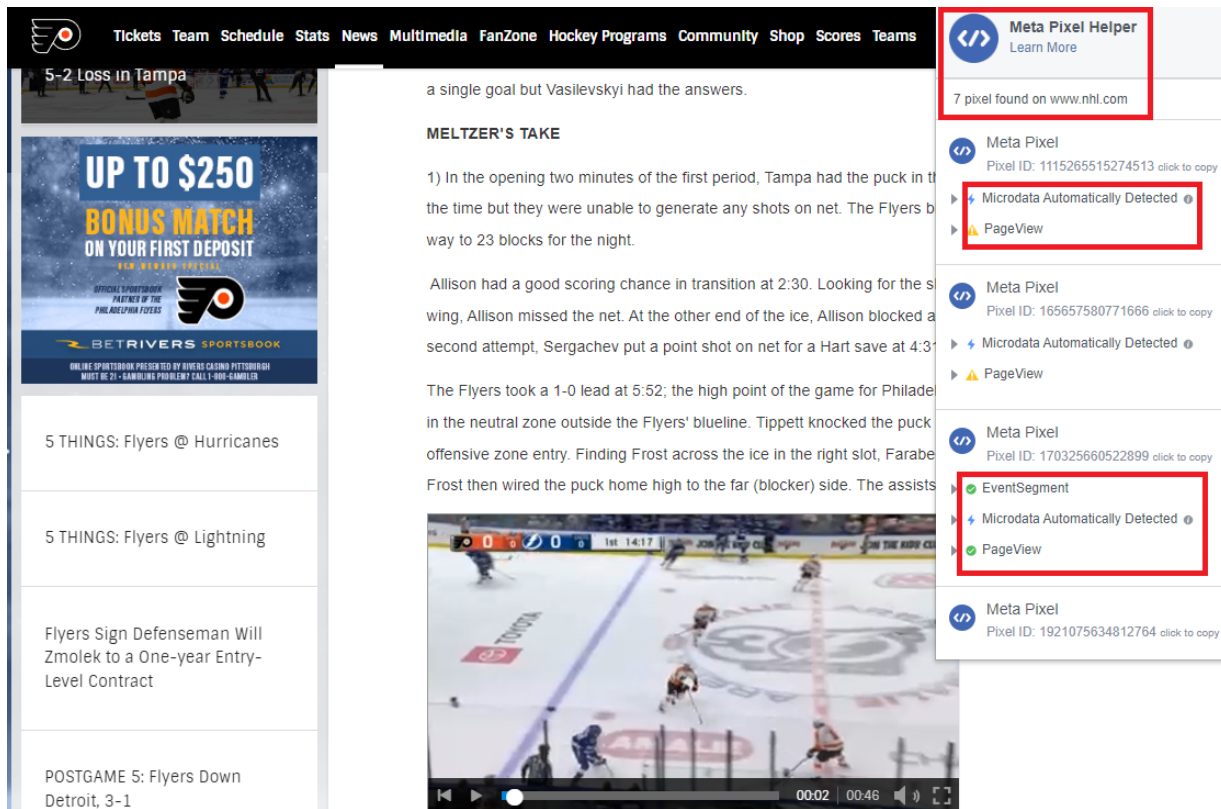 Tickets Team Schedule Stats News Multimedia FanZone Hockey Programs Community Shop Scores Teams
5-2 Loss in Tampa
UP TO $250
BONUS MATCH
ON YOUR FIRST DEPOSIT
NEW MEMBER SPECIAL
OFFICIAL SPORTSBOOK
PARTNER OF THE
PHILADELPHIA FLYERS
BETRIVERS SPORTSBOOK
ONLINE SPORTSBOOK PRESENTED BY RIVERS CASINO PITTSBURGH
MUST BE 21 • GAMBLING PROBLEM? CALL 1-800-GAMBLER
5 THINGS: Flyers @ Hurricanes
5 THINGS: Flyers @ Lightning
Flyers Sign Defenseman Will
Zmolek to a One-year Entry-
Level Contract
POSTGAME 5: Flyers Down
Detroit, 3-1
a single goal but Vasilevskyi had the answers.
MELTZER'S TAKE
1) In the opening two minutes of the first period, Tampa had the puck in
the time but they were unable to generate any shots on net. The Flyers
way to 23 blocks for the night.
Allison had a good scoring chance in transition at 2:30. Looking for the
wing, Allison missed the net. At the other end of the ice, Allison blocked a
second attempt, Sergachev put a point shot on net for a Hart save at
The Flyers took a 1-0 lead at 5:52; the high point of the game for
in the neutral zone outside the Flyers' blueline. Tippett knocked the puck
offensive zone entry. Finding Frost across the ice in the right slot,
Frost then wired the puck home high to the far (blocker) side. The assists
0 0 1st 14:17
TOYOTA
AMALIE ARENA
AMALIE
00:02 00:46
Meta Pixel Helper
Learn More
7 pixel found on www.nhl.com
Meta Pixel
Pixel ID: 1115265515274513 click to copy
Microdata Automatically Detected
PageView
Meta Pixel
Pixel ID: 165657580771666 click to copy
Microdata Automatically Detected
PageView
Meta Pixel
Pixel ID: 170325660522899 click to copy
EventSegment
Microdata Automatically Detected
PageView
Meta Pixel
Pixel ID: 1921075634812764 click to copy